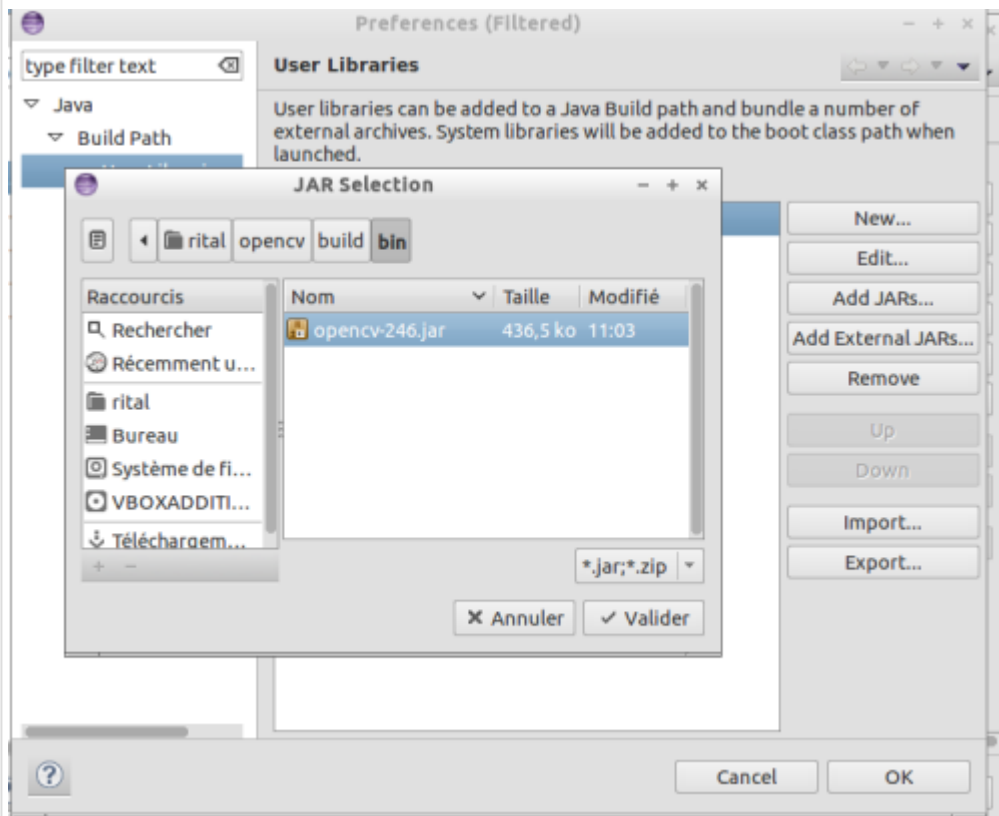 Preferences (Filtered)
type filter text
User Libraries
Java
Build Path
User libraries can be added to a Java Build path and bundle a number of
external archives. System libraries will be added to the boot class path when
launched.
JAR Selection
rital opencv build bin
Raccourcis
Rechercher
Récemment u...
rital
Bureau
Système de fi...
VBOXADDITI...
Téléchargem...
Nom Taille Modifié
opencv-246.jar 436,5 ko 11:03
*.jar;*.zip
Annuler Valider
New...
Edit...
Add JARs...
Add External JARs...
Remove
Up
Down
Import...
Export...
Cancel OK